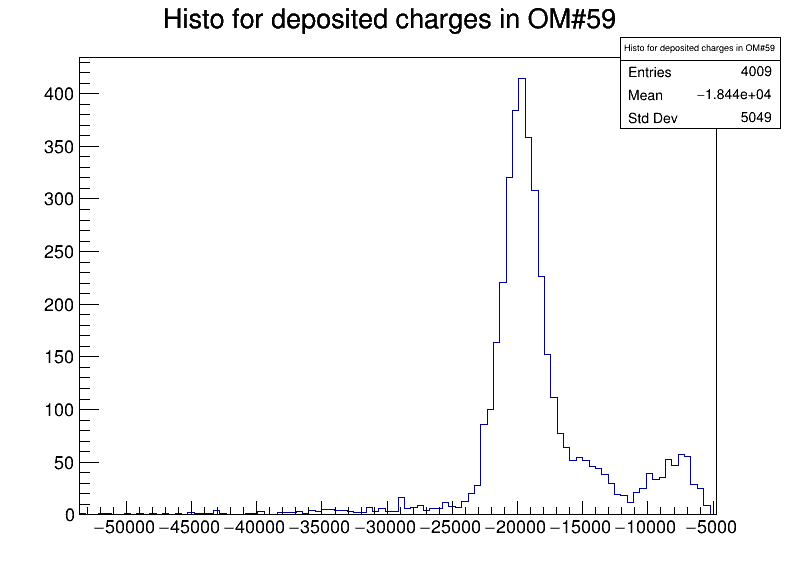 Histo for deposited charges in OM#59
Histo for deposited charges in OM#59
Entries 4009
Mean −1.844e+04
Std Dev 5049
400
350
300
250
200
150
100
50
0
−50000 −45000 −40000 −35000 −30000 −25000 −20000 −15000 −10000 −5000